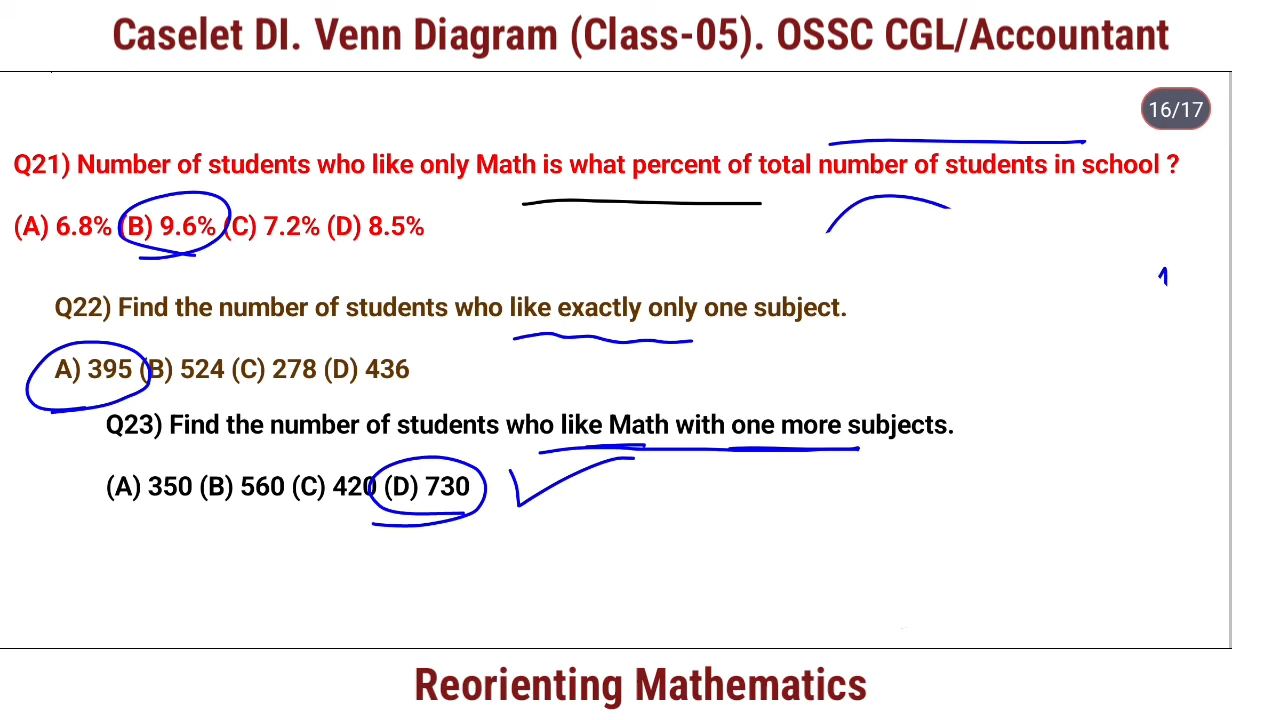 Caselet DI. Venn Diagram (Class-05). OSSC CGL/Accountant
16/17
Q21) Number of students who like only Math is what percent of total number of students in school ?
(A) 6.8% (B) 9.6% (C) 7.2% (D) 8.5%
1
Q22) Find the number of students who like exactly only one subject.
A) 395 (B) 524 (C) 278 (D) 436
Q23) Find the number of students who like Math with one more subjects.
(A) 350 (B) 560 (C) 420 (D) 730
Reorienting Mathematics